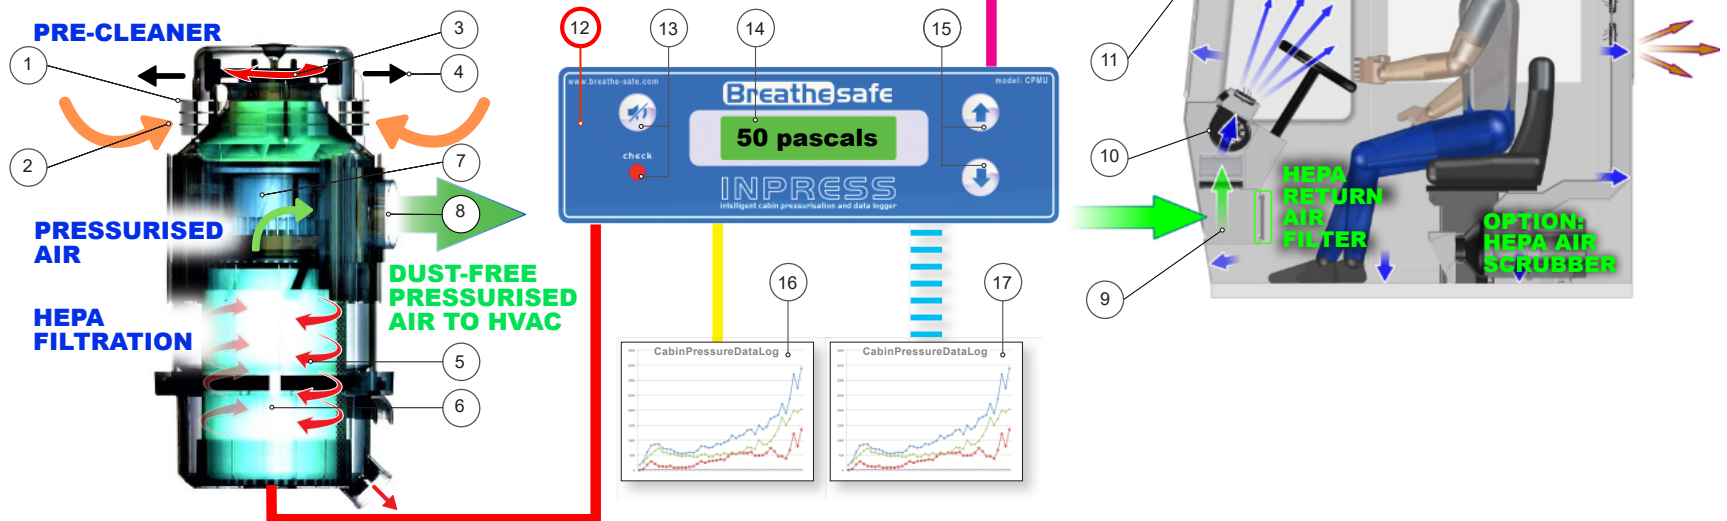 PRE-CLEANER
1
2
3
4
PRESSURISED
AIR
7
8
HEPA
FILTRATION
5
6
DUST-FREE
PRESSURISED
AIR TO HVAC
12
13
14
15
www.breathe-safe.com
model: CPMU
Breathesafe
50 pascals
check
INPRESS
intelligent cabin pressurisation and data logger
16
17
CabinPressureDataLog
CabinPressureDataLog
11
10
9
HEPA
RETURN
AIR
FILTER
OPTION:
HEPA AIR
SCRUBBER